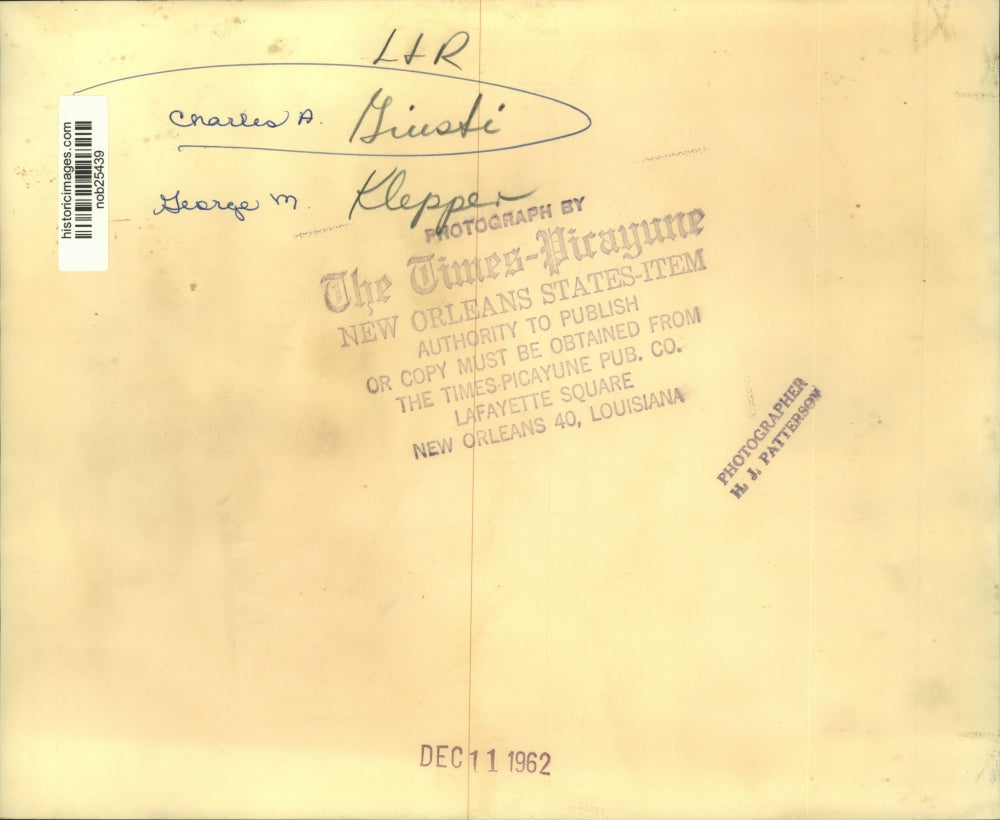 L+R
Charles A. Giusti
George M. Klepper
historicimages.com
nob25439
PHOTOGRAPH BY
The Times-Picayune
NEW ORLEANS STATES-ITEM
AUTHORITY TO PUBLISH
OR COPY MUST BE OBTAINED FROM
THE TIMES-PICAYUNE PUB. CO.
LAFAYETTE SQUARE
NEW ORLEANS 40, LOUISIANA
PHOTOGRAPHER
H. J. PATTERSON
DEC 11 1962